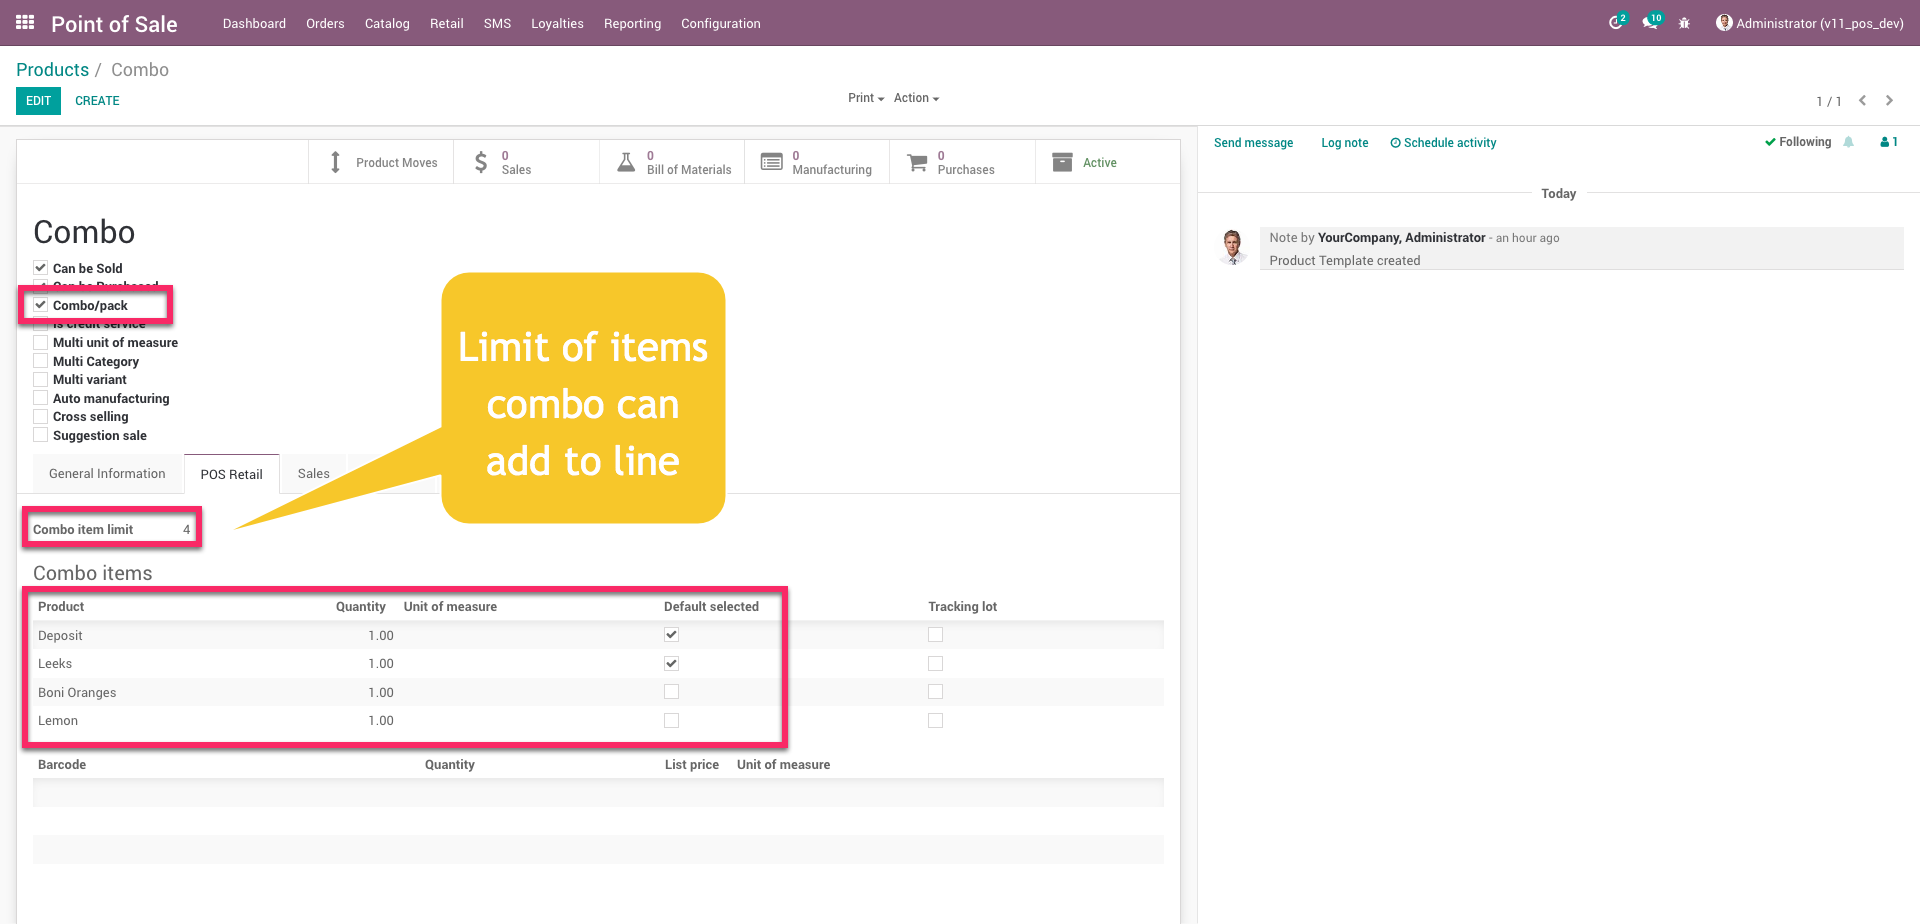 Point of Sale Dashboard Orders Catalog Retail SMS Loyalties Reporting Configuration 2 10 Administrator (v11_pos_dev)
Products / Combo
EDIT CREATE Print Action 1 / 1
Product Moves 0 Sales 0 Bill of Materials 0 Manufacturing 0 Purchases Active
Combo
Can be Sold
Can be Purchased
Combo/pack
Is credit service
Multi unit of measure
Multi Category
Multi variant
Auto manufacturing
Cross selling
Suggestion sale
Limit of items
combo can
add to line
General Information POS Retail Sales
Combo item limit 4
Combo items
Product Quantity Unit of measure Default selected Tracking lot
Deposit 1.00
Leeks 1.00
Boni Oranges 1.00
Lemon 1.00
Barcode Quantity List price Unit of measure
Send message Log note Schedule activity Following 1
Today
Note by YourCompany, Administrator - an hour ago
Product Template created